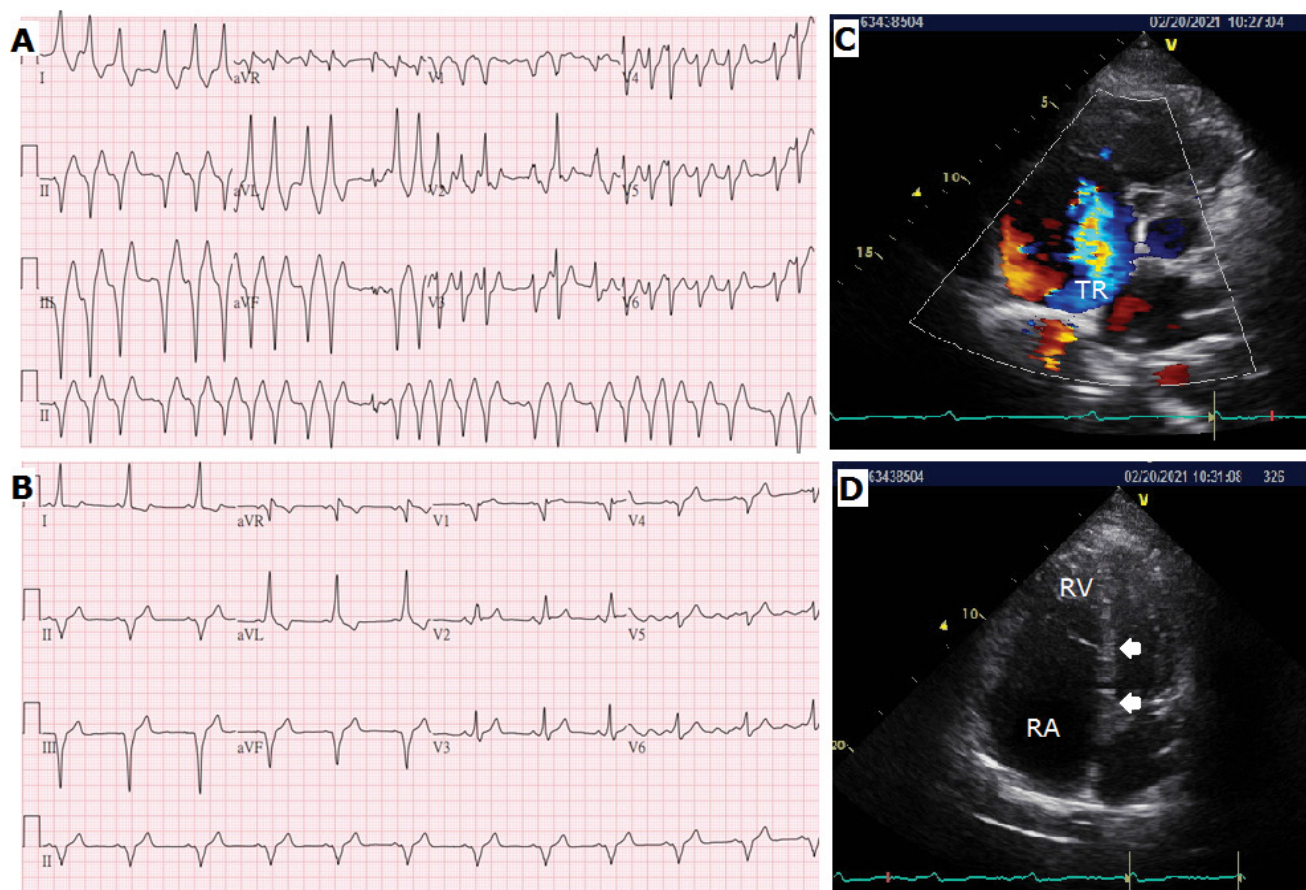 A
I aVR V1 V4
II aVL V2 V5
III aVF V3 V6
II
B
I aVR V1 V4
II aVL V2 V5
III aVF V3 V6
II
C
63438504 02/20/2021 10:27:04
V
5
10
15
TR
D
63438504 02/20/2021 10:31:08 326
V
RV
10
RA
20